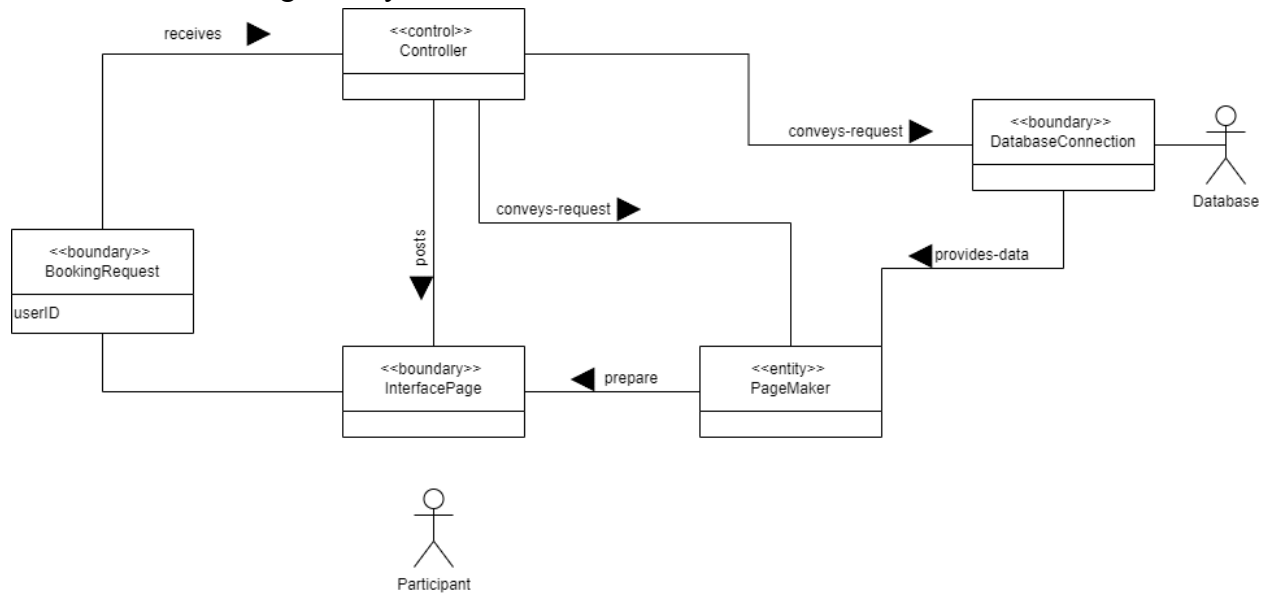 receives
<<control>>
Controller
conveys-request
<<boundary>>
DatabaseConnection
Database
conveys-request
posts
provides-data
<<boundary>>
BookingRequest
userID
<<boundary>>
InterfacePage
prepare
<<entity>>
PageMaker
Participant